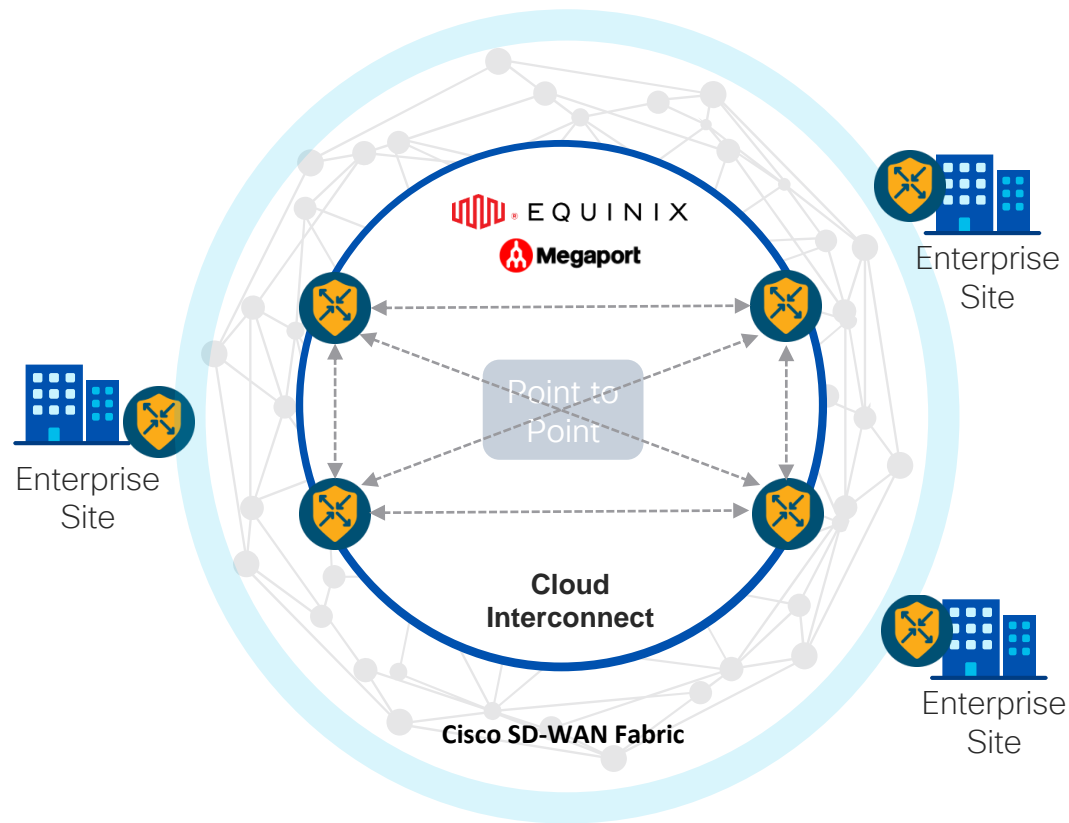 EQUINIX
Megaport
Enterprise
Site
Point to
Point
Enterprise
Site
Cloud
Interconnect
Enterprise
Site
Cisco SD-WAN Fabric